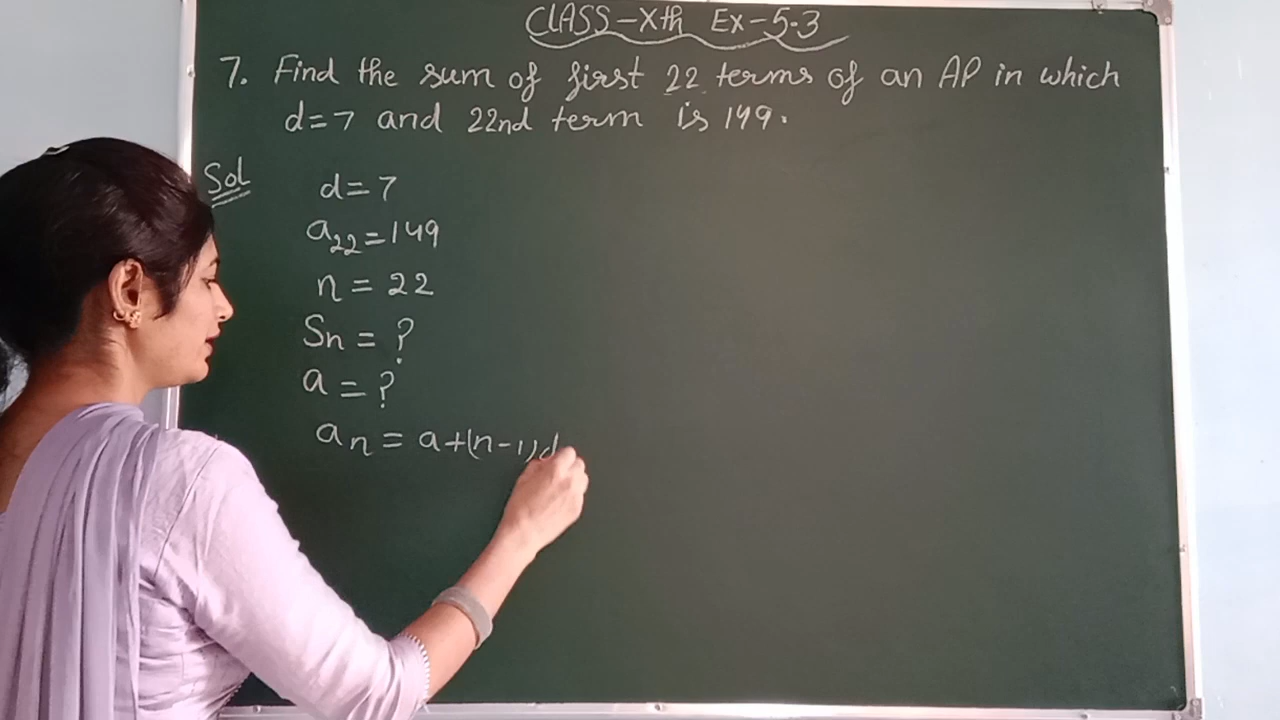 CLASS-Xth Ex-5.3
7. Find the sum of first 22 terms of an AP in which
d=7 and 22nd term is 149.
Sol
d=7
a₂₂=149
n=22
Sn=?
a=?
an=a+(n-1)d